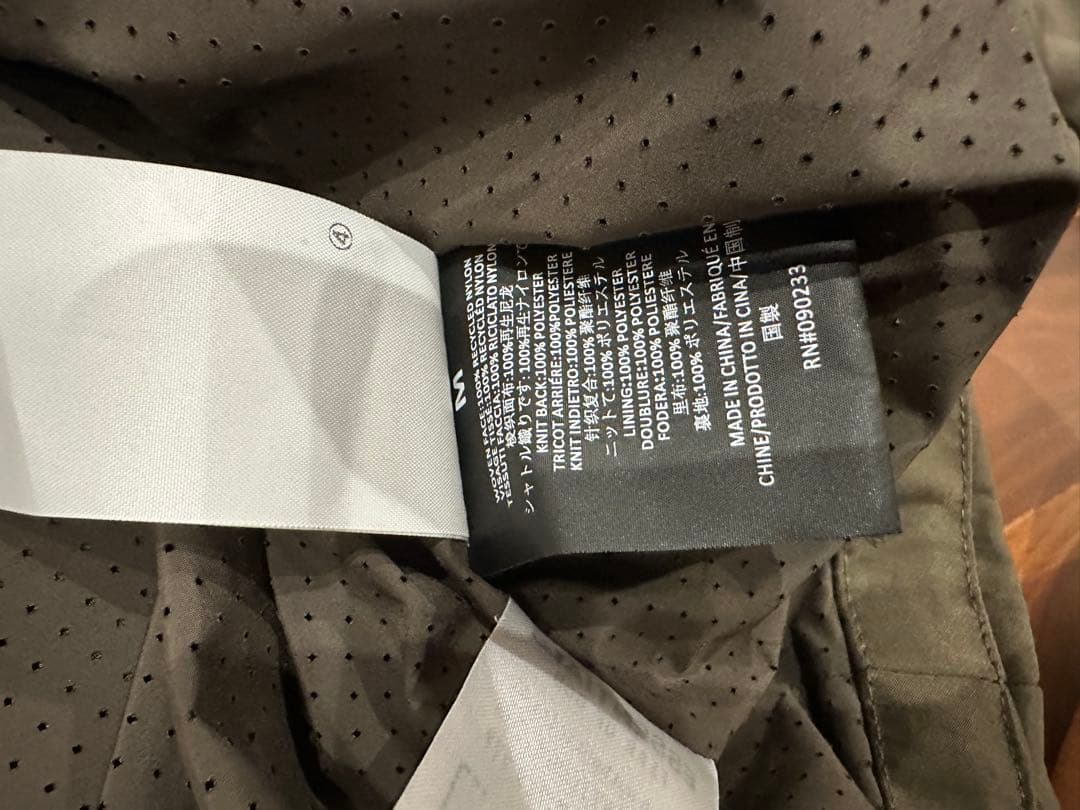 ④
M
WOVEN FACE:100% RECYCLED NYLON
VISAGE TISSÉ:100% RECYCLED NYLON
TESSUTI FACCIA:100% RICICLATO NYLON
梭织面布:100%再生尼龙
シャトル織りです:100%再生ナイロンで
KNIT BACK:100% POLYESTER
TRICOT ARRIÈRE:100%POLYESTER
KNIT INDIETRO:100% POLIESTERE
针织复合:100% 聚酯纤维
ニットで:100% ポリエステル
LINING:100% POLYESTER
DOUBLURE:100% POLYESTER
FODERA:100% POLIESTERE
里布:100% 聚酯纤维
裏地:100% ポリエステル
MADE IN CHINA/FABRIQUÉ EN
CHINE/PRODOTTO IN CINA/中国制
国製
RN#090233